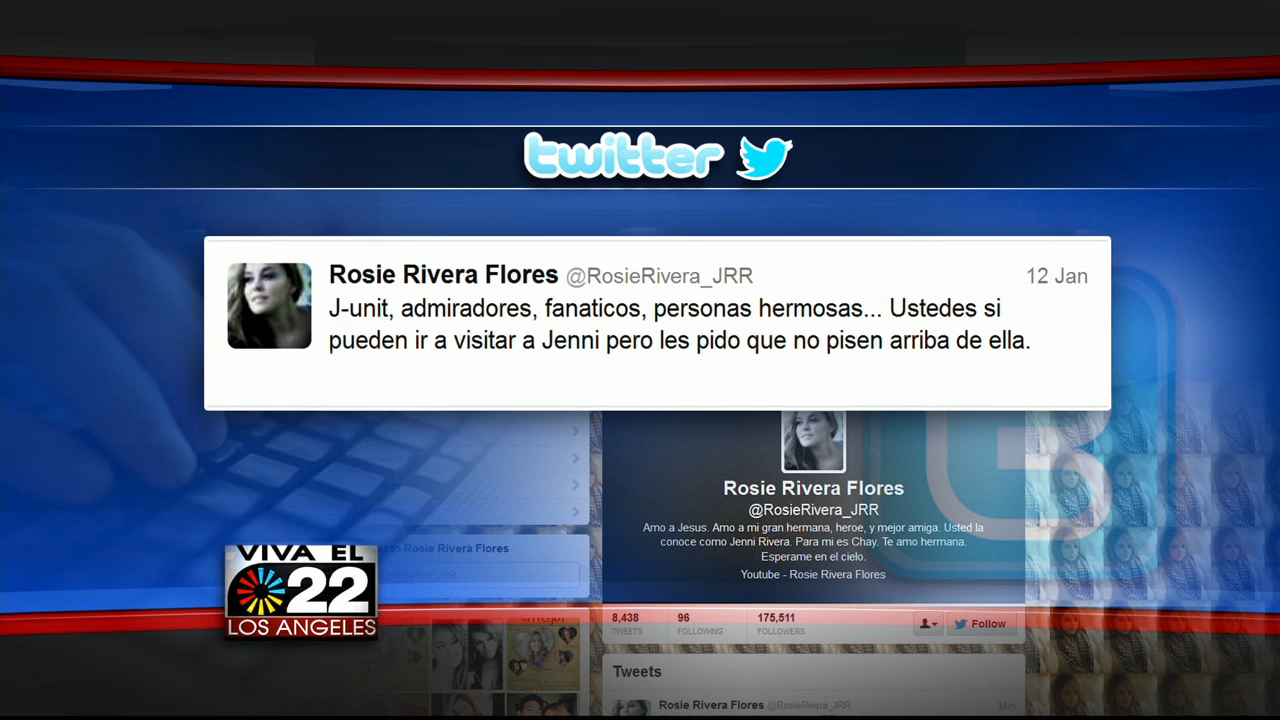 twitter
Rosie Rivera Flores @RosieRivera_JRR 12 Jan
J-unit, admiradores, fanaticos, personas hermosas... Ustedes si
pueden ir a visitar a Jenni pero les pido que no pisen arriba de ella.
Rosie Rivera Flores
@RosieRivera_JRR
Amo a Jesus. Amo a mi gran hermana, heroe, y mejor amiga. Usted la
conoce como Jenni Rivera. Para mi es Chay. Te amo hermana.
Esperame en el cielo.
Youtube - Rosie Rivera Flores
to Rosie Rivera Flores
VIVA EL
22
LOS ANGELES
8,438 96 175,511
TWEETS FOLLOWING FOLLOWERS
Follow
Tweets
Rosie Rivera Flores @RosieRivera_JRR 34m